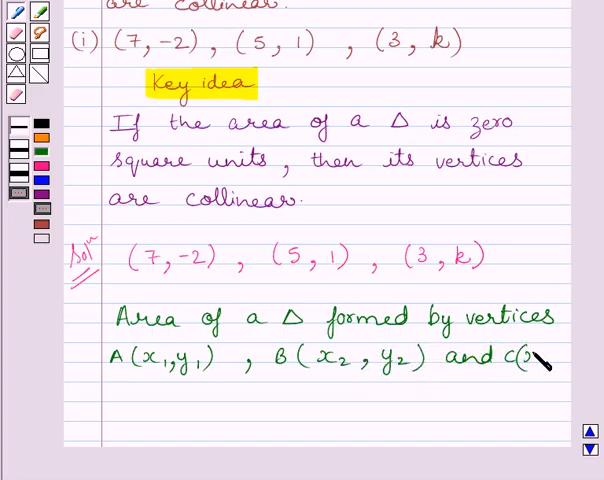 are collinear.
(i) (7, -2) , (5, 1) , (3, k)
Key idea
If the area of a △ is zero
square units, then its vertices
are collinear.
Solⁿ (7, -2) , (5, 1) , (3, k)
Area of a △ formed by vertices
A(x₁,y₁) , B(x₂, y₂) and C(